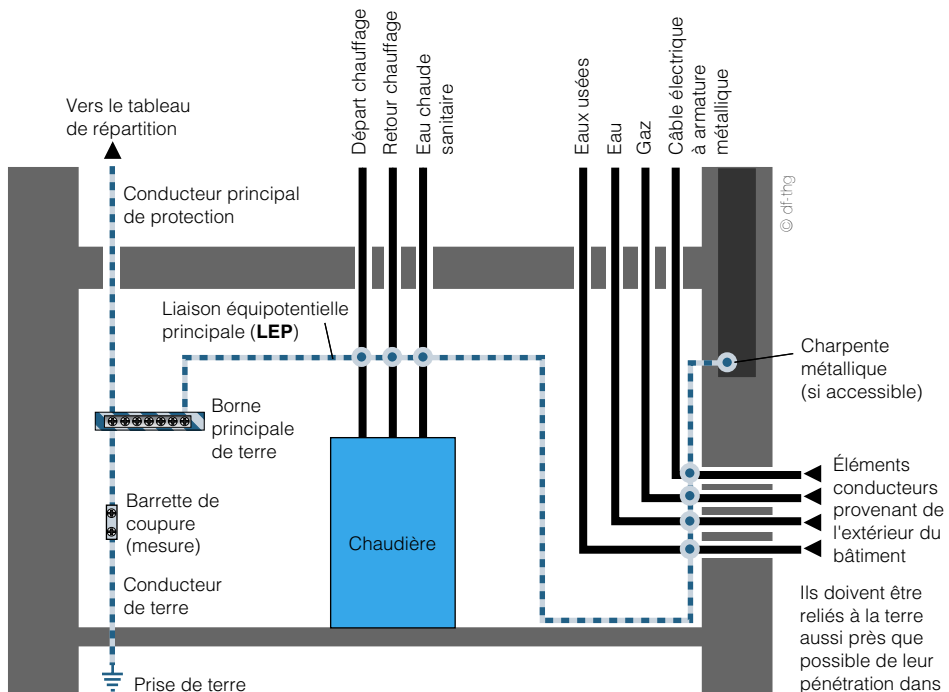 Départ chauffage
Retour chauffage
Eau chaude
sanitaire
Eaux usées
Eau
Gaz
Câble électrique
à armature
métallique
Vers le tableau
de répartition
© df-thg
Conducteur principal
de protection
Liaison équipotentielle
principale (LEP)
Charpente
métallique
(si accessible)
Borne
principale
de terre
Éléments
conducteurs
provenant de
l'extérieur du
bâtiment
Barrette de
coupure
(mesure)
Chaudière
Conducteur
de terre
Ils doivent être
reliés à la terre
aussi près que
possible de leur
pénétration dans
Prise de terre